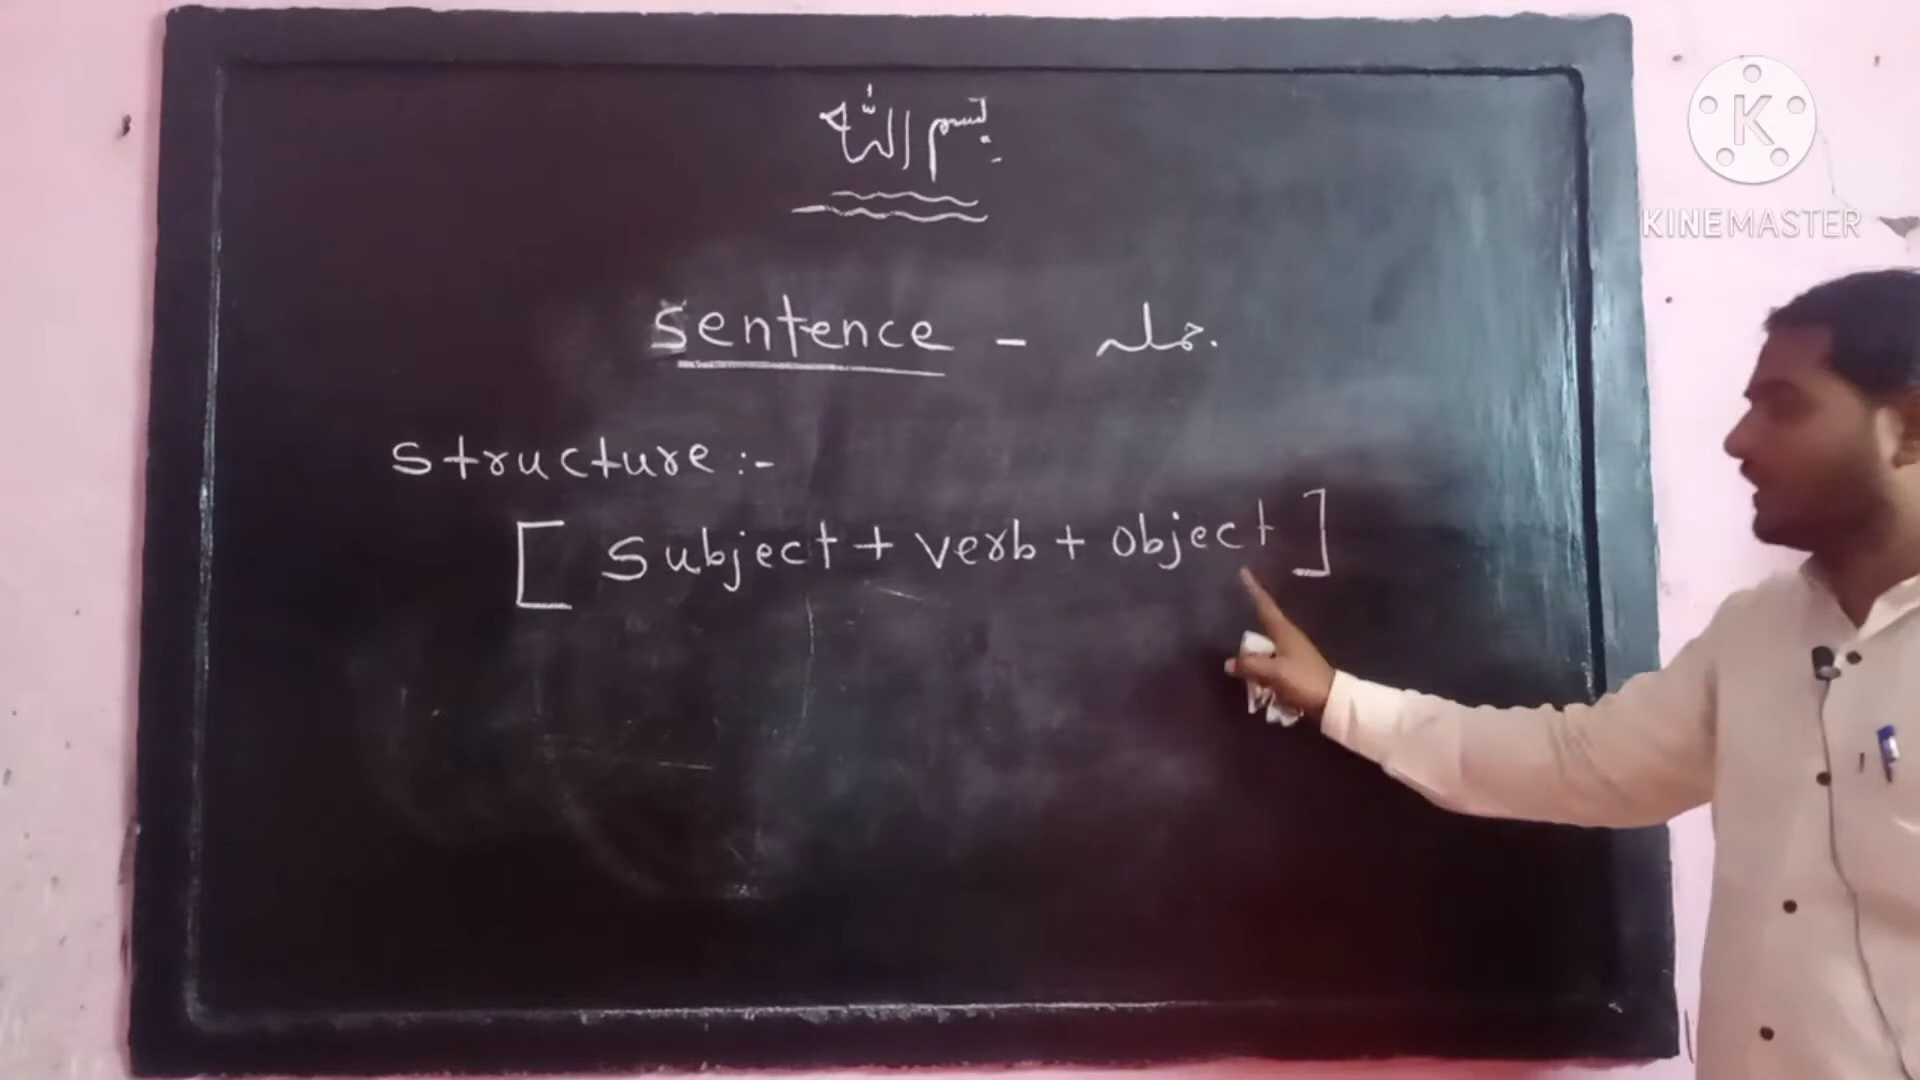 بسم اللہ
Sentence - جملہ
Structure :-
[ Subject + verb + object ]
K
KINEMASTER